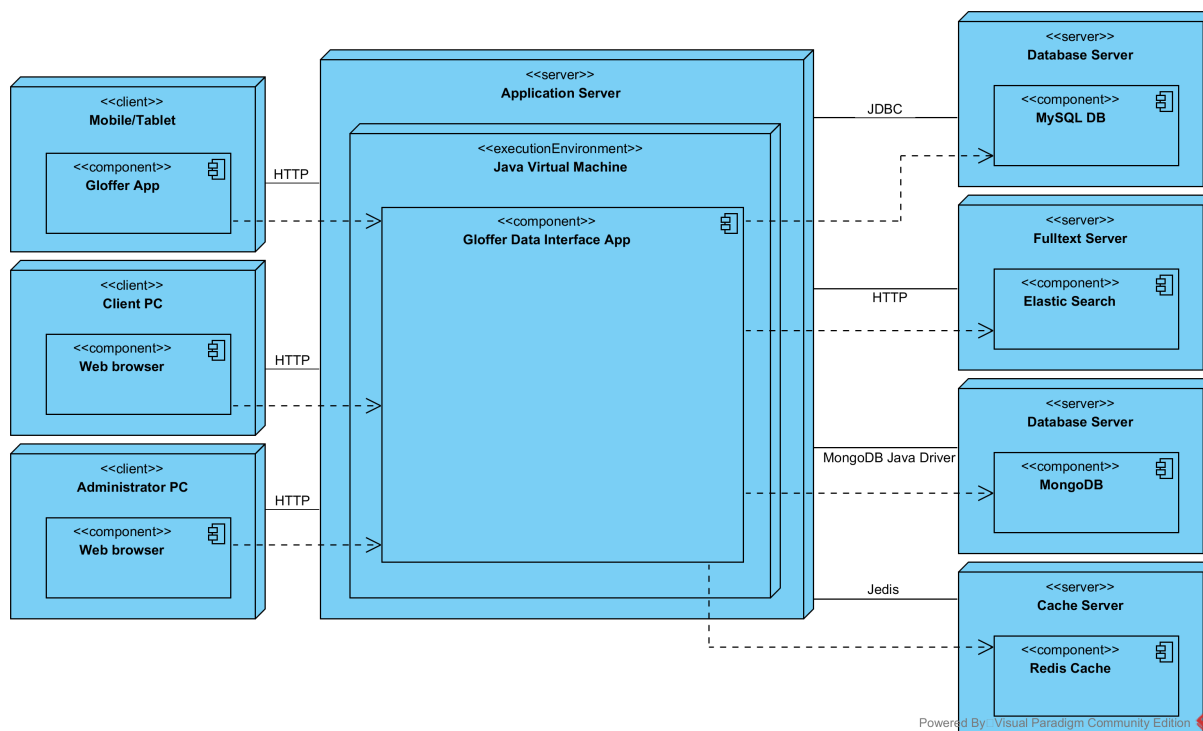 <<client>>
Mobile/Tablet
<<component>>
Gloffer App
HTTP
<<client>>
Client PC
<<component>>
Web browser
HTTP
<<client>>
Administrator PC
<<component>>
Web browser
HTTP
<<server>>
Application Server
<<executionEnvironment>>
Java Virtual Machine
<<component>>
Gloffer Data Interface App
JDBC
HTTP
MongoDB Java Driver
Jedis
<<server>>
Database Server
<<component>>
MySQL DB
<<server>>
Fulltext Server
<<component>>
Elastic Search
<<server>>
Database Server
<<component>>
MongoDB
<<server>>
Cache Server
<<component>>
Redis Cache
Powered By Visual Paradigm Community Edition